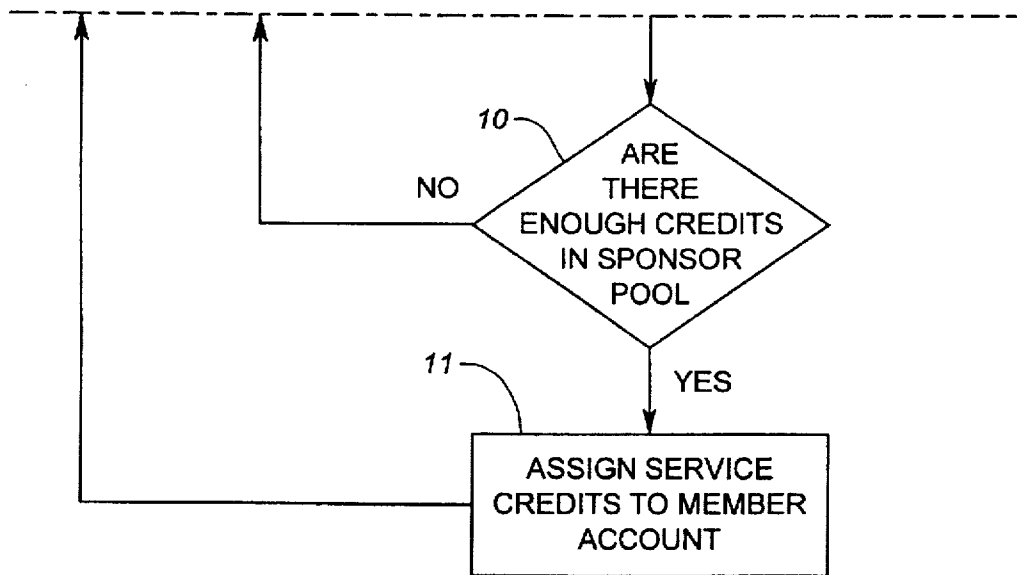 10
ARE
THERE
ENOUGH CREDITS
IN SPONSOR
POOL
NO
YES
11
ASSIGN SERVICE
CREDITS TO MEMBER
ACCOUNT